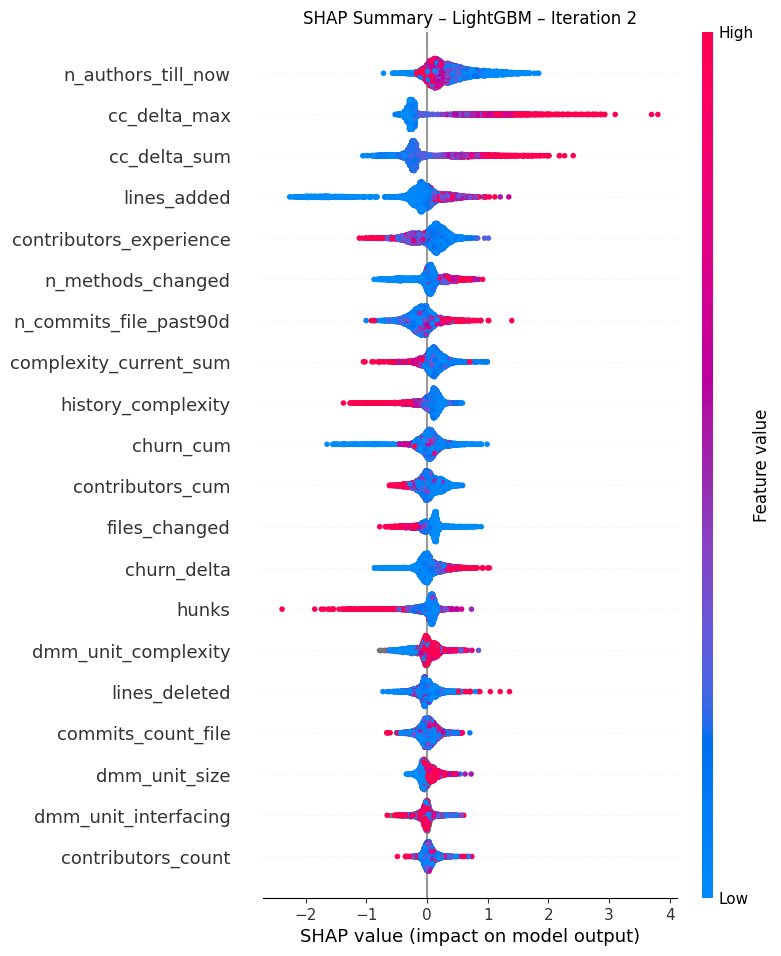 SHAP Summary – LightGBM – Iteration 2
High
n_authors_till_now
cc_delta_max
cc_delta_sum
lines_added
contributors_experience
n_methods_changed
n_commits_file_past90d
complexity_current_sum
history_complexity
churn_cum
contributors_cum
files_changed
churn_delta
hunks
dmm_unit_complexity
lines_deleted
commits_count_file
dmm_unit_size
dmm_unit_interfacing
contributors_count
Feature value
Low
−2 −1 0 1 2 3 4
SHAP value (impact on model output)